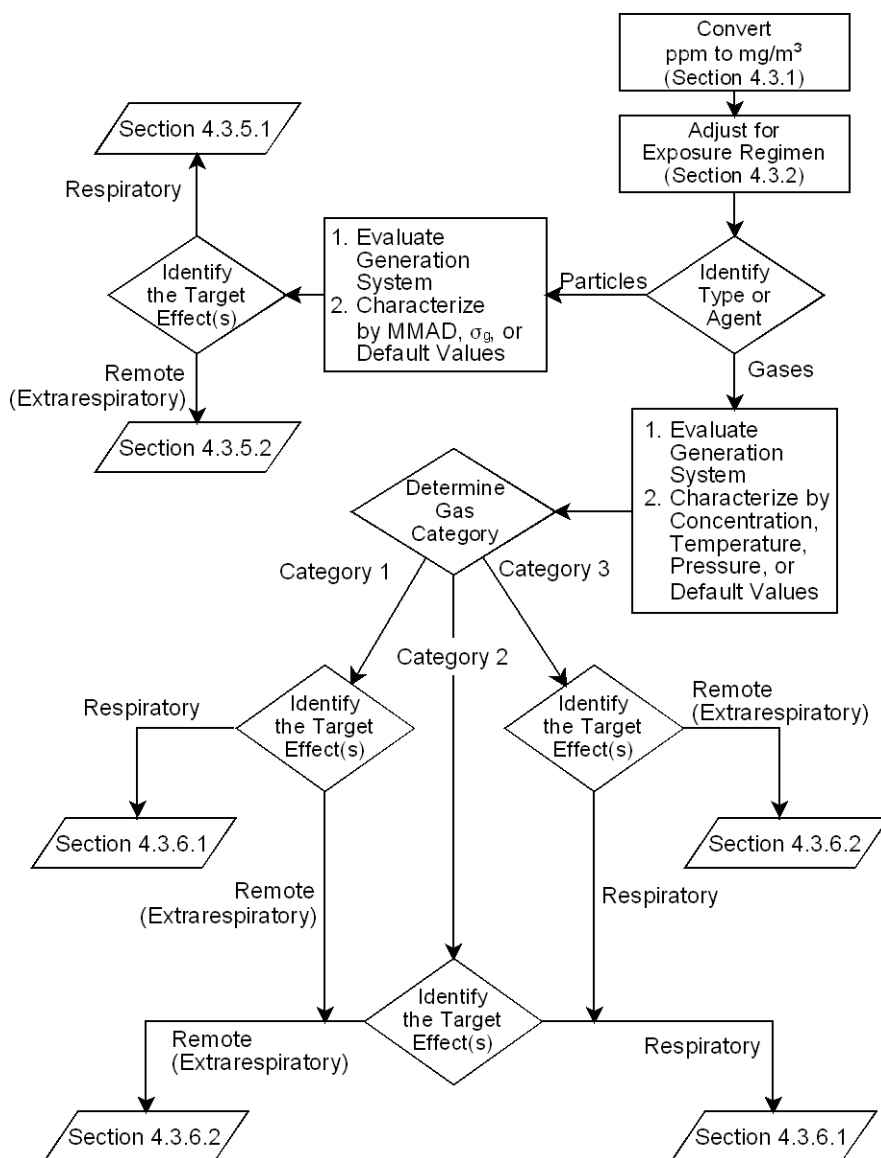 Convert
ppm to mg/m³
(Section 4.3.1)
Adjust for
Exposure Regimen
(Section 4.3.2)
Identify
Type or
Agent
Particles
Gases
1. Evaluate
Generation
System
2. Characterize
by MMAD, σg, or
Default Values
Identify
the Target
Effect(s)
Respiratory
Section 4.3.5.1
Remote
(Extrarespiratory)
Section 4.3.5.2
1. Evaluate
Generation
System
2. Characterize by
Concentration,
Temperature,
Pressure, or
Default Values
Determine
Gas
Category
Category 1
Category 2
Category 3
Identify
the Target
Effect(s)
Respiratory
Section 4.3.6.1
Remote
(Extrarespiratory)
Identify
the Target
Effect(s)
Remote
(Extrarespiratory)
Section 4.3.6.2
Respiratory
Identify
the Target
Effect(s)
Remote
(Extrarespiratory)
Section 4.3.6.2
Respiratory
Section 4.3.6.1